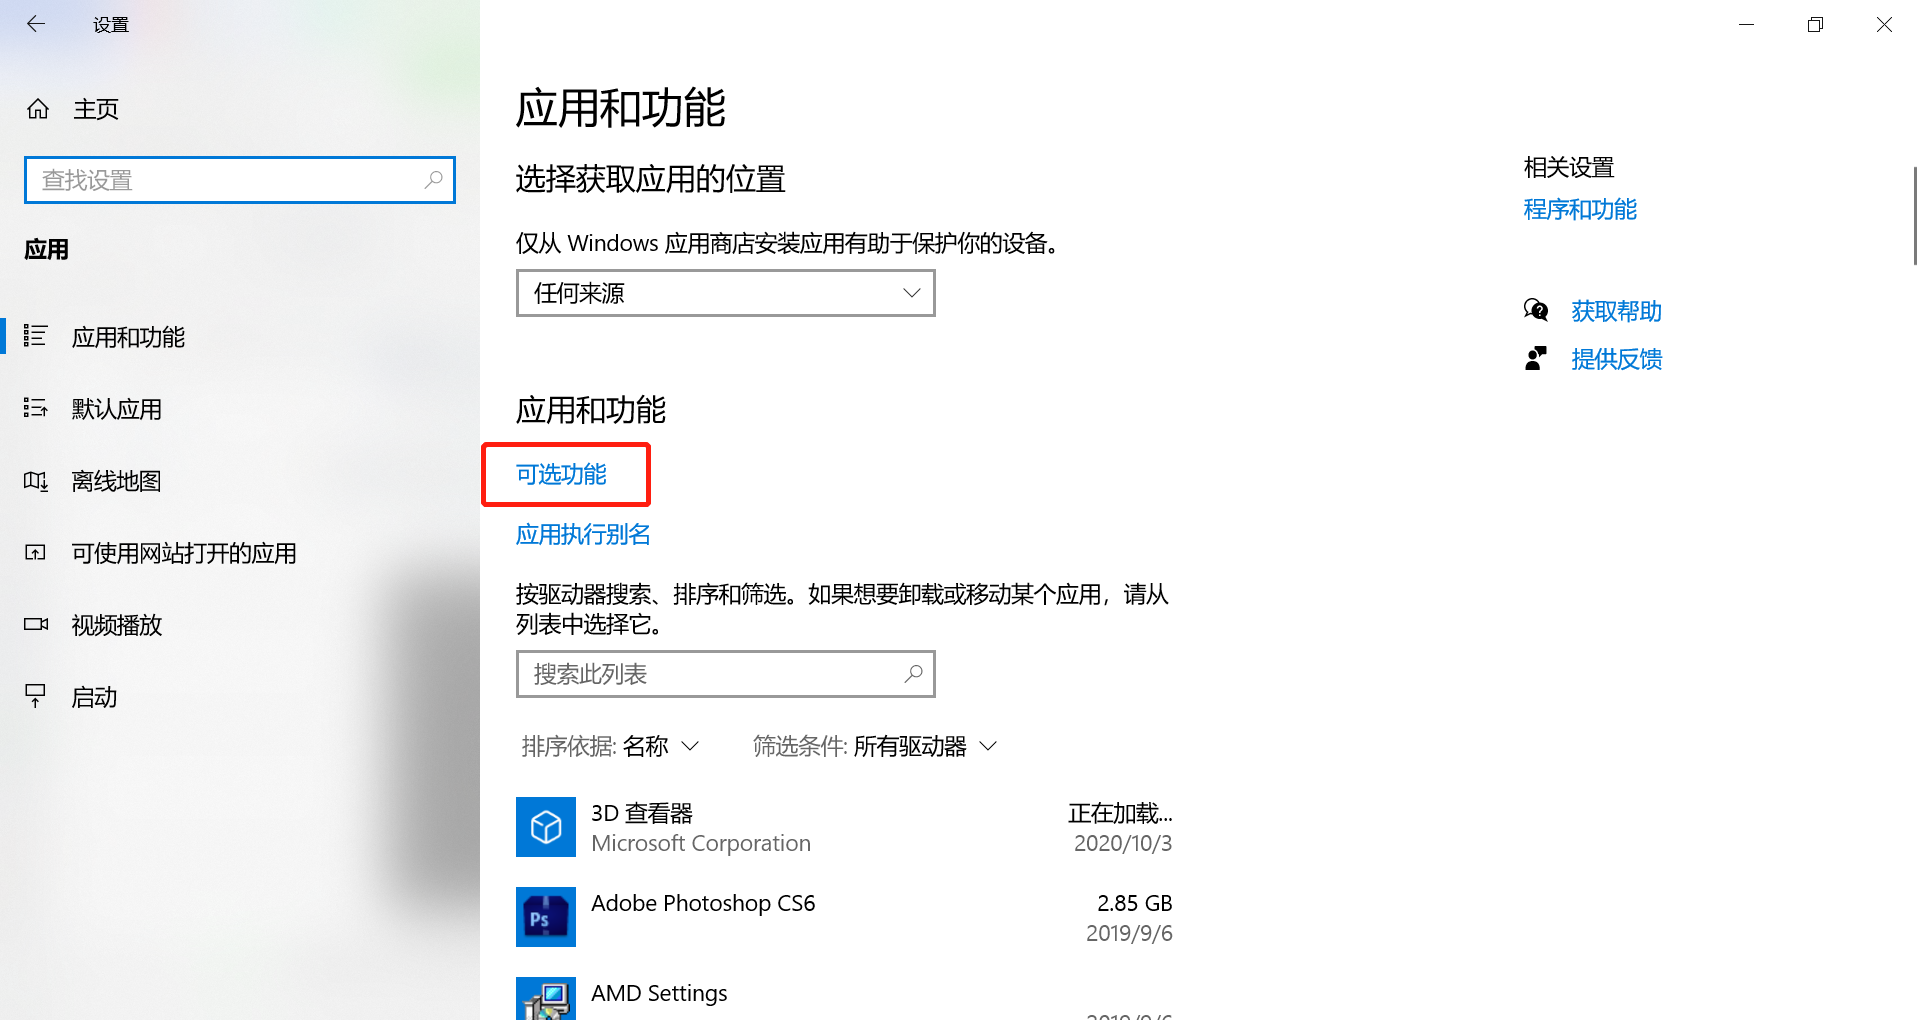 设置
主页
查找设置
应用
应用和功能
默认应用
离线地图
可使用网站打开的应用
视频播放
启动
应用和功能
选择获取应用的位置
仅从 Windows 应用商店安装应用有助于保护你的设备。
任何来源
应用和功能
可选功能
应用执行别名
按驱动器搜索、排序和筛选。如果想要卸载或移动某个应用，请从
列表中选择它。
搜索此列表
排序依据: 名称 筛选条件: 所有驱动器
3D 查看器 正在加载...
Microsoft Corporation 2020/10/3
Ps
Adobe Photoshop CS6 2.85 GB
2019/9/6
AMD Settings
2019/9/6
相关设置
程序和功能
获取帮助
提供反馈